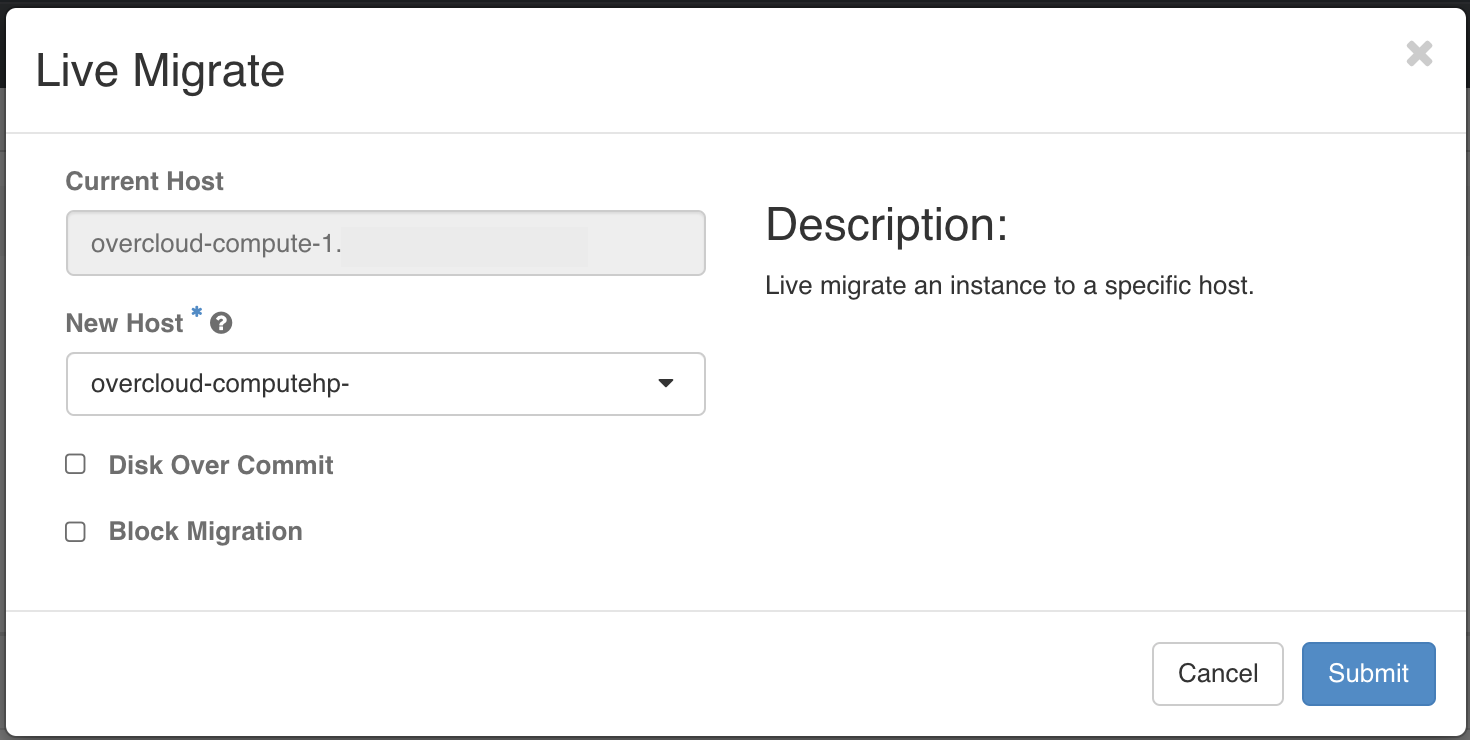 Live Migrate
Current Host
overcloud-compute-1.
New Host *
overcloud-computehp-
Disk Over Commit
Block Migration
Description:
Live migrate an instance to a specific host.
Cancel
Submit